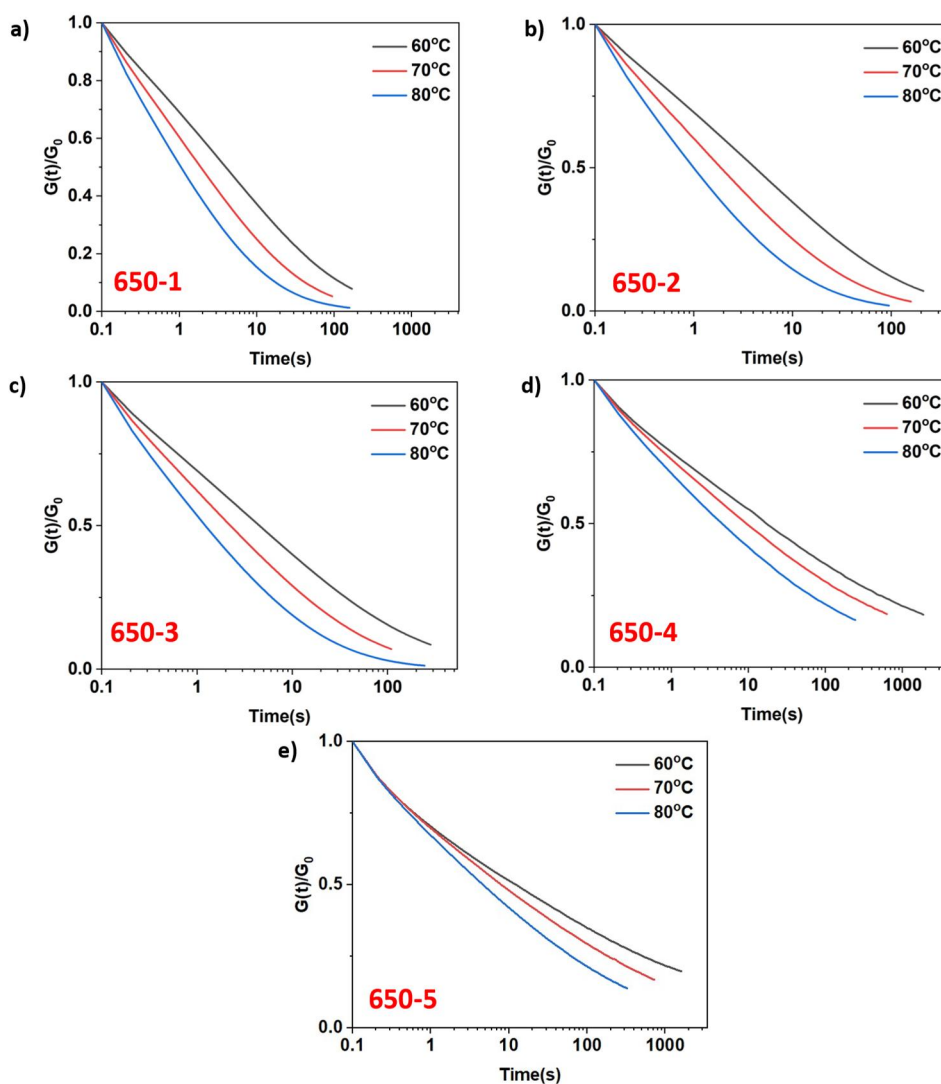 a)
60°C
70°C
80°C
1.0
0.8
0.6
0.4
0.2
0.0
G(t)/G₀
650-1
0.1 1 10 100 1000
Time(s)
b)
60°C
70°C
80°C
1.0
0.5
0.0
G(t)/G₀
650-2
0.1 1 10 100
Time(s)
c)
60°C
70°C
80°C
1.0
0.5
0.0
G(t)/G₀
650-3
0.1 1 10 100
Time(s)
d)
60°C
70°C
80°C
1.0
0.5
0.0
G(t)/G₀
650-4
0.1 1 10 100 1000
Time(s)
e)
60°C
70°C
80°C
1.0
0.5
0.0
G(t)/G₀
650-5
0.1 1 10 100 1000
Time(s)